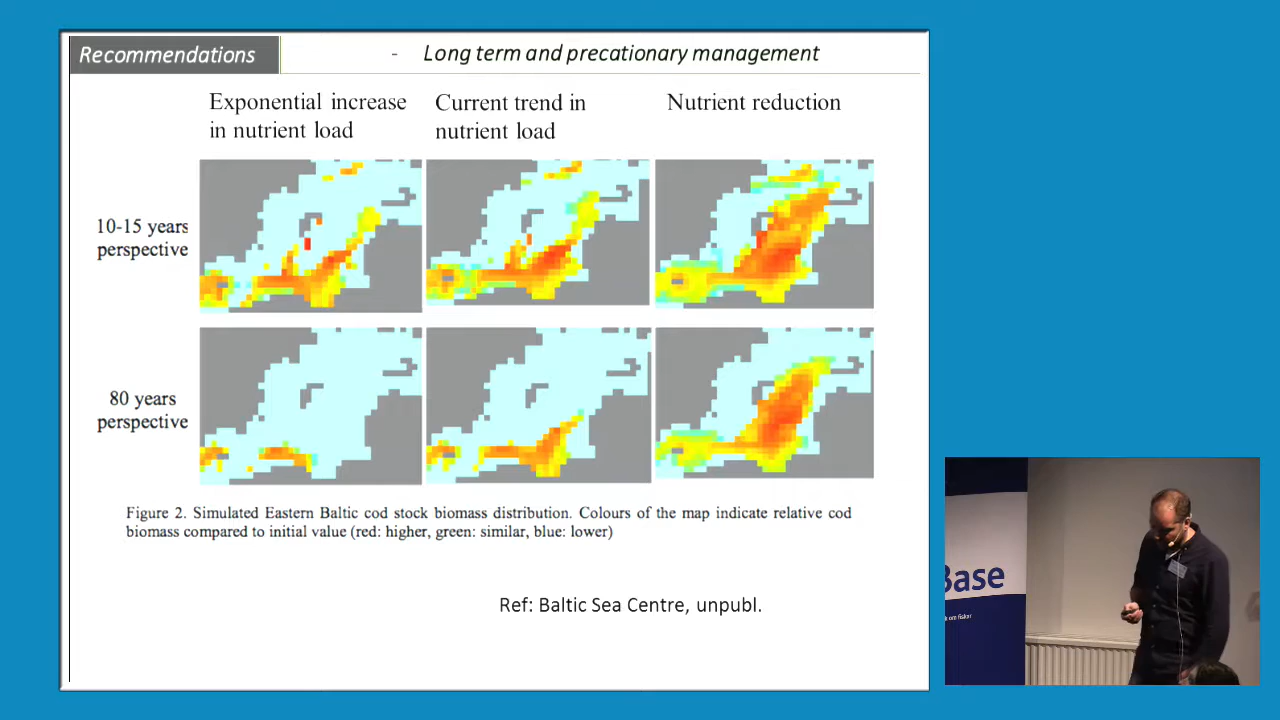 Recommendations
- Long term and precationary management
Exponential increase
in nutrient load
Current trend in
nutrient load
Nutrient reduction
10-15 years
perspective
80 years
perspective
Figure 2. Simulated Eastern Baltic cod stock biomass distribution. Colours of the map indicate relative cod
biomass compared to initial value (red: higher, green: similar, blue: lower)
Ref: Baltic Sea Centre, unpubl.
Base
om fiskar